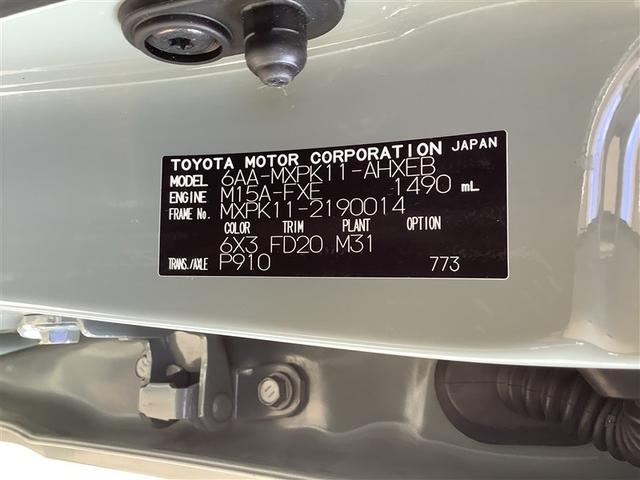 TOYOTA MOTOR CORPORATION JAPAN
MODEL 6AA-MXPK11-AHXEB
ENGINE M15A-FXE 1490 mL
FRAME No. MXPK11-2190014
COLOR TRIM PLANT OPTION
6X3 FD20 M31
TRANS./AXLE P910 773